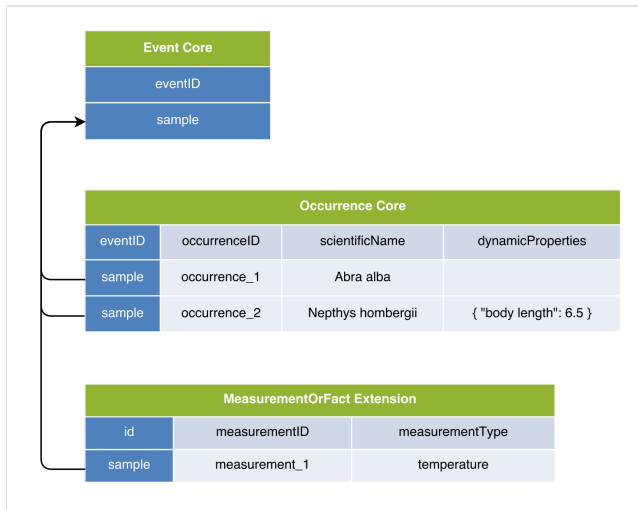 Event Core
eventID
sample
Occurrence Core
eventID occurrenceID scientificName dynamicProperties
sample occurrence_1 Abra alba
sample occurrence_2 Nepthys hombergii { "body length": 6.5 }
MeasurementOrFact Extension
id measurementID measurementType
sample measurement_1 temperature